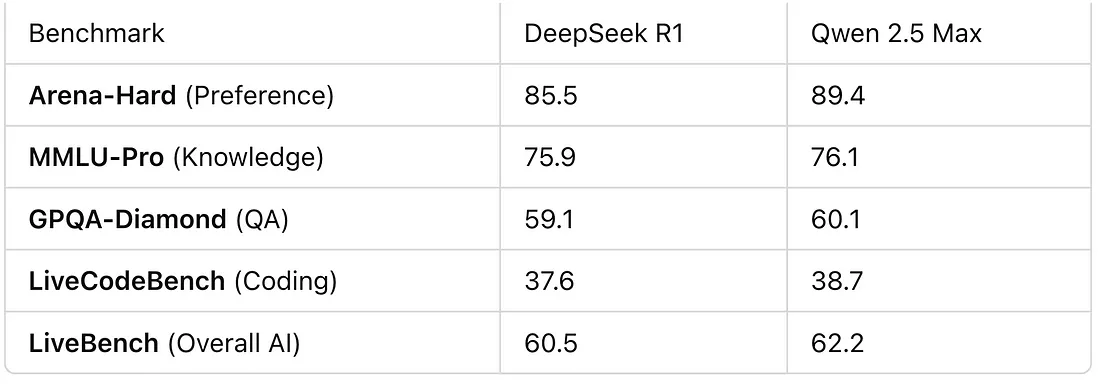 Benchmark DeepSeek R1 Qwen 2.5 Max
Arena-Hard (Preference) 85.5 89.4
MMLU-Pro (Knowledge) 75.9 76.1
GPQA-Diamond (QA) 59.1 60.1
LiveCodeBench (Coding) 37.6 38.7
LiveBench (Overall AI) 60.5 62.2